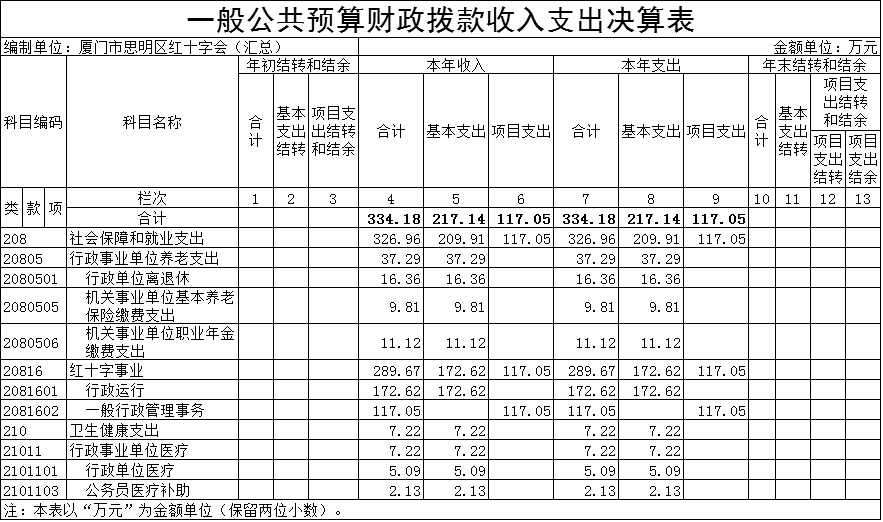 一般公共预算财政拨款收入支出决算表
编制单位：厦门市思明区红十字会（汇总） 金额单位：万元
科目编码 科目名称 年初结转和结余 本年收入 本年支出 年末结转和结余
合计 基本支出结转 项目支出结转和结余 合计 基本支出 项目支出 合计 基本支出 项目支出 合计 基本支出结转 项目支出结转和结余
项目支出结转 项目支出结余
类 款 项 栏次 1 2 3 4 5 6 7 8 9 10 11 12 13
合计 334.18 217.14 117.05 334.18 217.14 117.05
208 社会保障和就业支出 326.96 209.91 117.05 326.96 209.91 117.05
20805 行政事业单位养老支出 37.29 37.29 37.29 37.29
2080501 行政单位离退休 16.36 16.36 16.36 16.36
2080505 机关事业单位基本养老保险缴费支出 9.81 9.81 9.81 9.81
2080506 机关事业单位职业年金缴费支出 11.12 11.12 11.12 11.12
20816 红十字事业 289.67 172.62 117.05 289.67 172.62 117.05
2081601 行政运行 172.62 172.62 172.62 172.62
2081602 一般行政管理事务 117.05 117.05 117.05 117.05
210 卫生健康支出 7.22 7.22 7.22 7.22
21011 行政事业单位医疗 7.22 7.22 7.22 7.22
2101101 行政单位医疗 5.09 5.09 5.09 5.09
2101103 公务员医疗补助 2.13 2.13 2.13 2.13
注：本表以“万元”为金额单位（保留两位小数）。